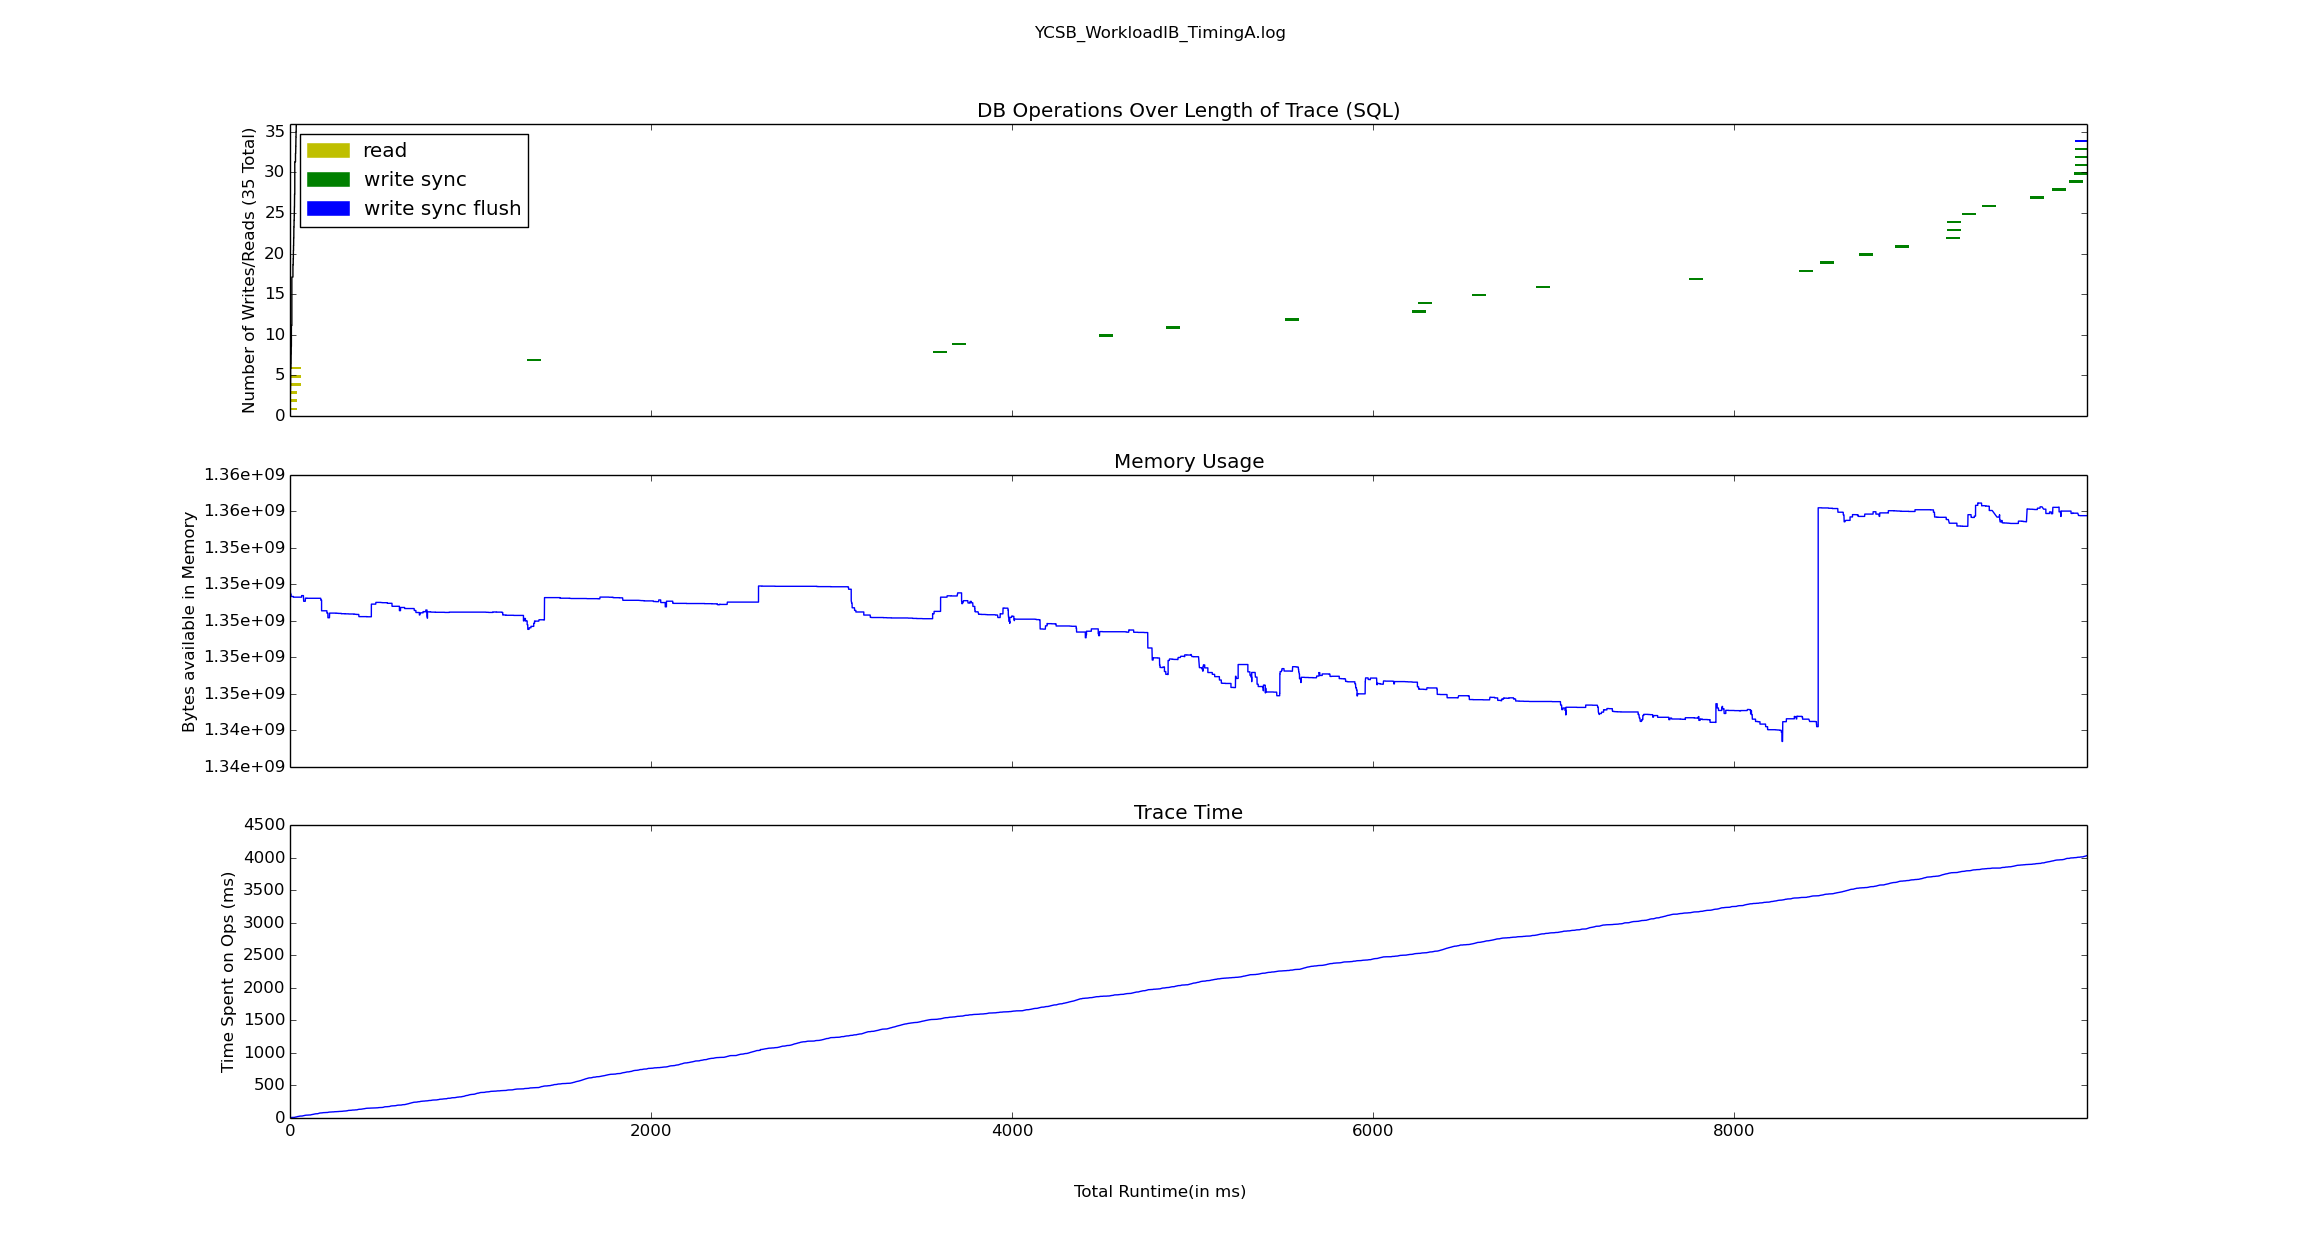 YCSB_WorkloadIB_TimingA.log
DB Operations Over Length of Trace (SQL)
Number of Writes/Reads (35 Total)
35
30
25
20
15
10
5
0
read
write sync
write sync flush
Memory Usage
Bytes available in Memory
1.36e+09
1.36e+09
1.35e+09
1.35e+09
1.35e+09
1.35e+09
1.35e+09
1.34e+09
1.34e+09
Trace Time
Time Spent on Ops (ms)
4500
4000
3500
3000
2500
2000
1500
1000
500
0
0 2000 4000 6000 8000
Total Runtime(in ms)